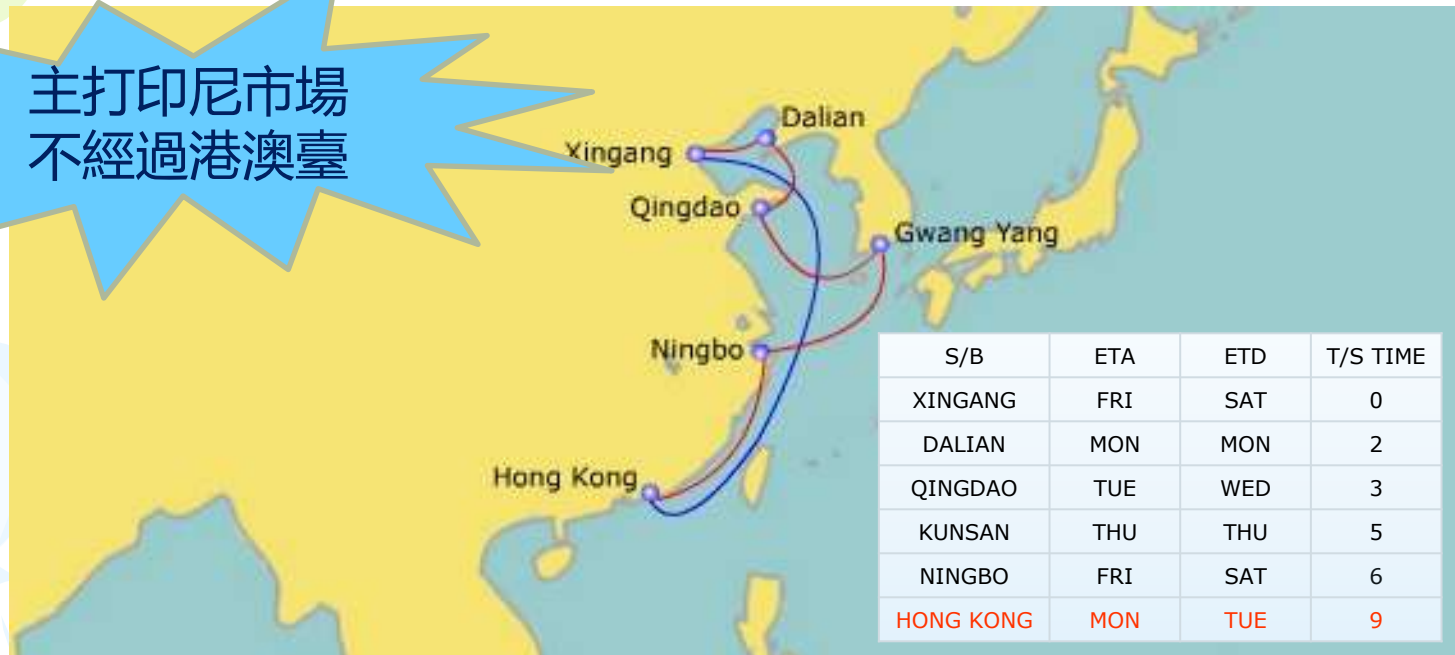 主打印尼市場
不經過港澳臺
Dalian
Xingang
Qingdao
Gwang Yang
Ningbo
Hong Kong
S/B ETA ETD T/S TIME
XINGANG FRI SAT 0
DALIAN MON MON 2
QINGDAO TUE WED 3
KUNSAN THU THU 5
NINGBO FRI SAT 6
HONG KONG MON TUE 9